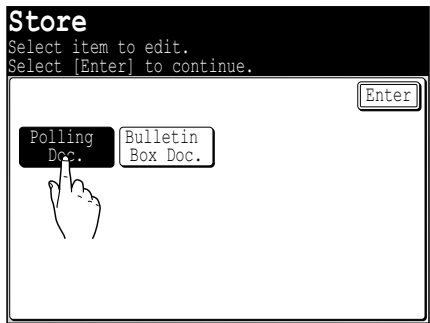 Store
Select item to edit.
Select [Enter] to continue.
Enter
Polling
Doc.
Bulletin
Box Doc.